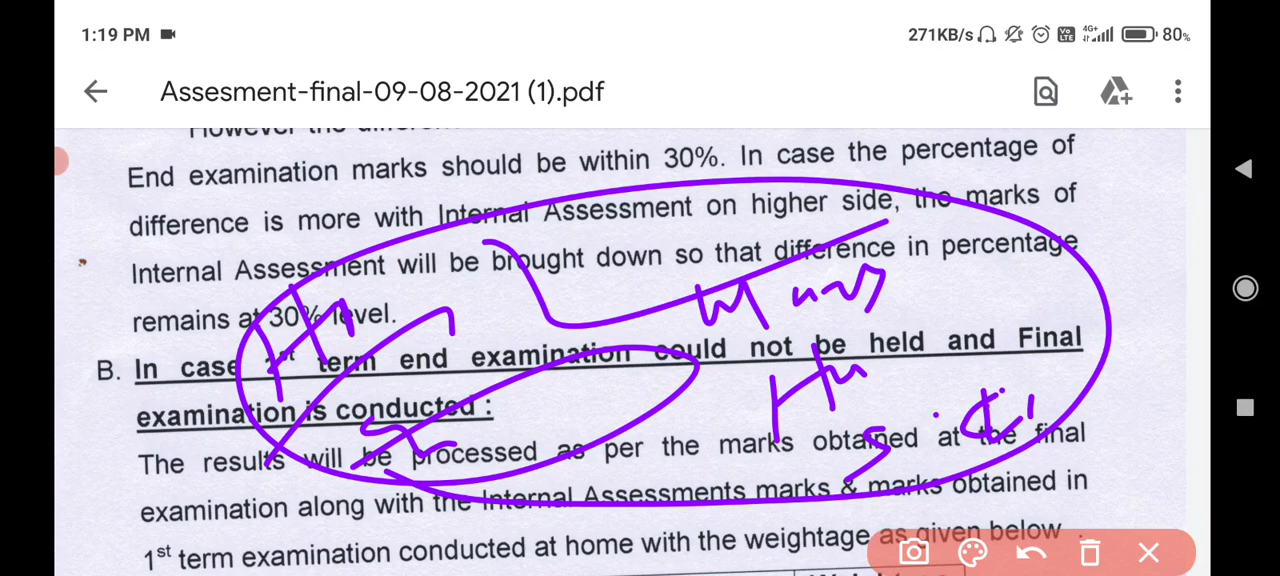 1:19 PM
271KB/s 4G+ Vo LTE 80%
Assesment-final-09-08-2021 (1).pdf
However the
End examination marks should be within 30%. In case the percentage of
difference is more with Internal Assessment on higher side, the marks of
Internal Assessment will be brought down so that difference in percentage
remains at 30% level.
B. In case 1st term end examination could not be held and Final
examination is conducted :
The results will be processed as per the marks obtained at the final
examination along with the Internal Assessments marks & marks obtained in
1st term examination conducted at home with the weightage as given below